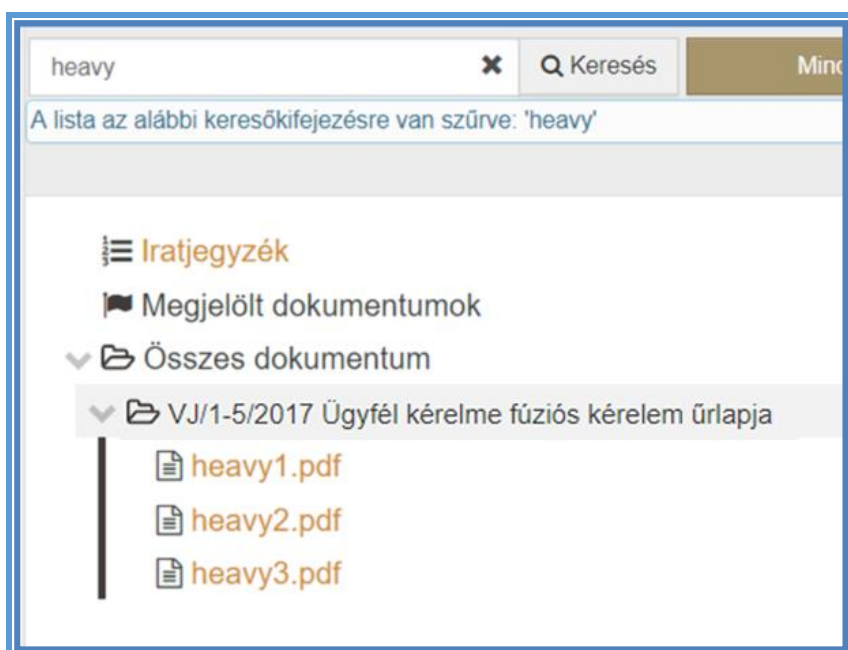 heavy Keresés
A lista az alábbi keresőkifejezésre van szűrve: 'heavy'
Iratjegyzék
Megjelölt dokumentumok
Összes dokumentum
VJ/1-5/2017 Ügyfél kérelme fúziós kérelem űrlapja
heavy1.pdf
heavy2.pdf
heavy3.pdf